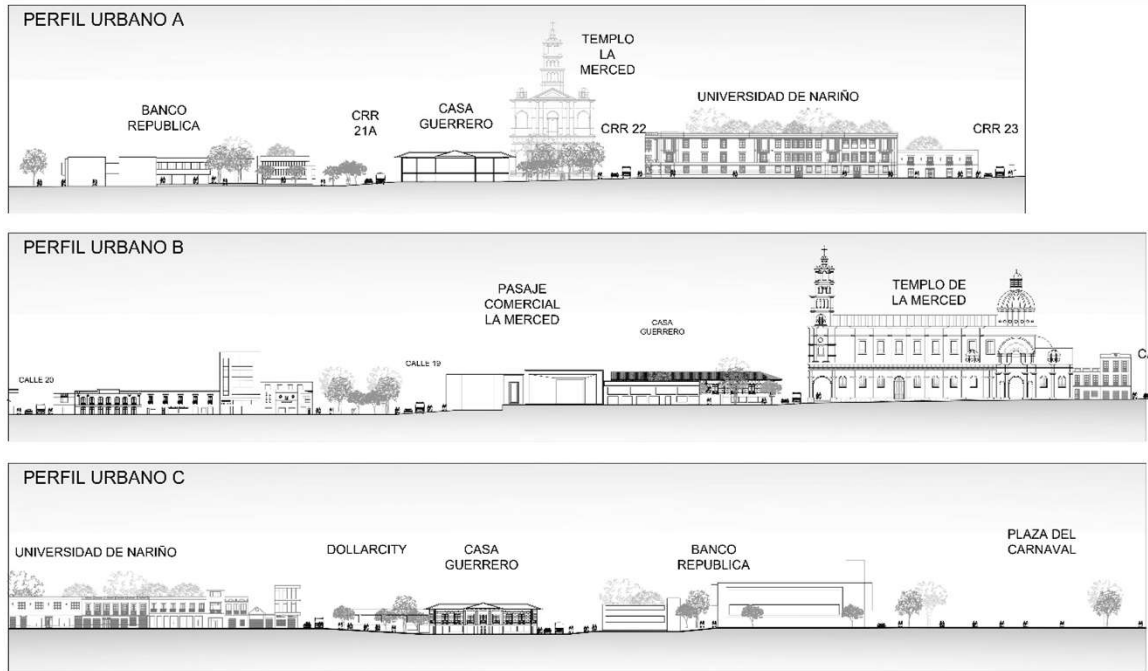 PERFIL URBANO A
TEMPLO
LA
MERCED
BANCO
REPUBLICA
CRR
21A
CASA
GUERRERO
CRR 22
UNIVERSIDAD DE NARIÑO
CRR 23
PERFIL URBANO B
PASAJE
COMERCIAL
LA MERCED
TEMPLO DE
LA MERCED
CASA
GUERRERO
CALLE 20
CALLE 19
CA
PERFIL URBANO C
UNIVERSIDAD DE NARIÑO
DOLLARCITY
CASA
GUERRERO
BANCO
REPUBLICA
PLAZA DEL
CARNAVAL